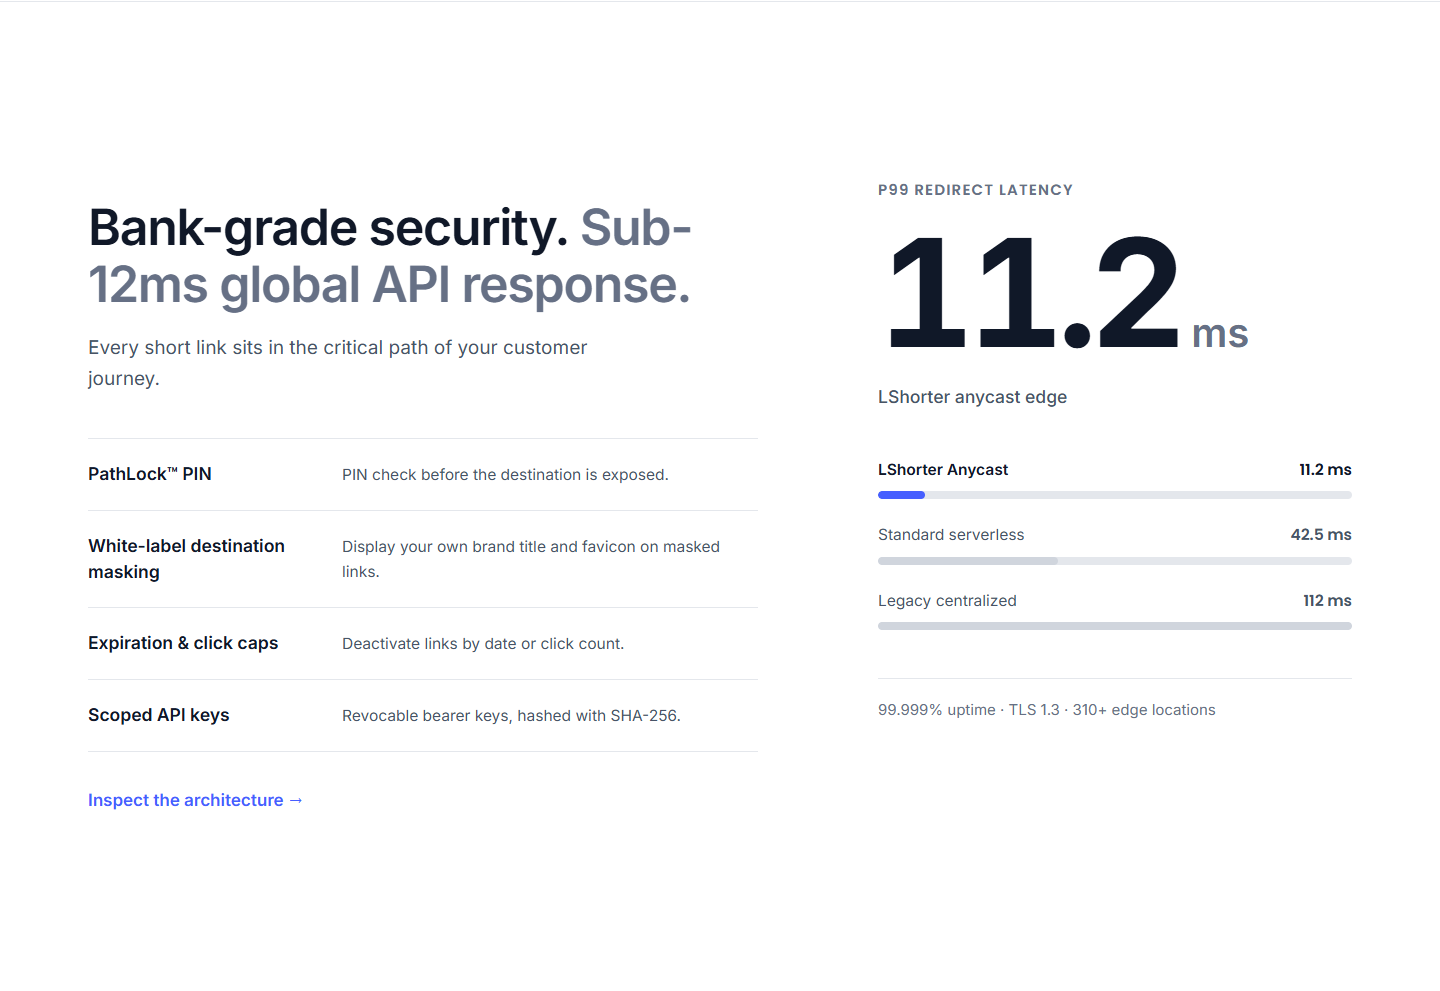 Bank-grade security. Sub-
12ms global API response.
Every short link sits in the critical path of your customer
journey.
PathLock™ PIN
PIN check before the destination is exposed.
White-label destination
masking
Display your own brand title and favicon on masked
links.
Expiration & click caps
Deactivate links by date or click count.
Scoped API keys
Revocable bearer keys, hashed with SHA-256.
Inspect the architecture →
P99 REDIRECT LATENCY
11.2 ms
LShorter anycast edge
LShorter Anycast 11.2 ms
Standard serverless 42.5 ms
Legacy centralized 112 ms
99.999% uptime · TLS 1.3 · 310+ edge locations